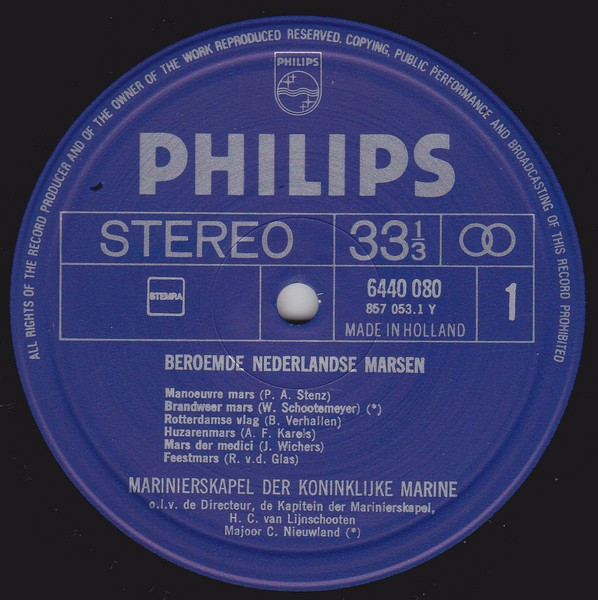 ALL RIGHTS OF THE RECORD PRODUCER AND OF THE OWNER OF THE WORK REPRODUCED RESERVED. COPYING, PUBLIC PERFORMANCE AND BROADCASTING OF THIS RECORD PROHIBITED
PHILIPS
PHILIPS
STEREO 33 1/3
STEMRA
6440 080
857 053.1 Y
MADE IN HOLLAND
1
BEROEMDE NEDERLANDSE MARSEN
Manoeuvre mars (P. A. Stenz)
Brandweer mars (W. Schootemeyer) (*)
Rotterdamse vlag (B. Verhallen)
Huzarenmars (A. F. Karels)
Mars der medici (J. Wichers)
Feestmars (R. v.d. Glas)
MARINIERSKAPEL DER KONINKLIJKE MARINE
o.l.v. de Directeur, de Kapitein der Marinierskapel,
H. C. van Lijnschooten
Majoor C. Nieuwland (*)